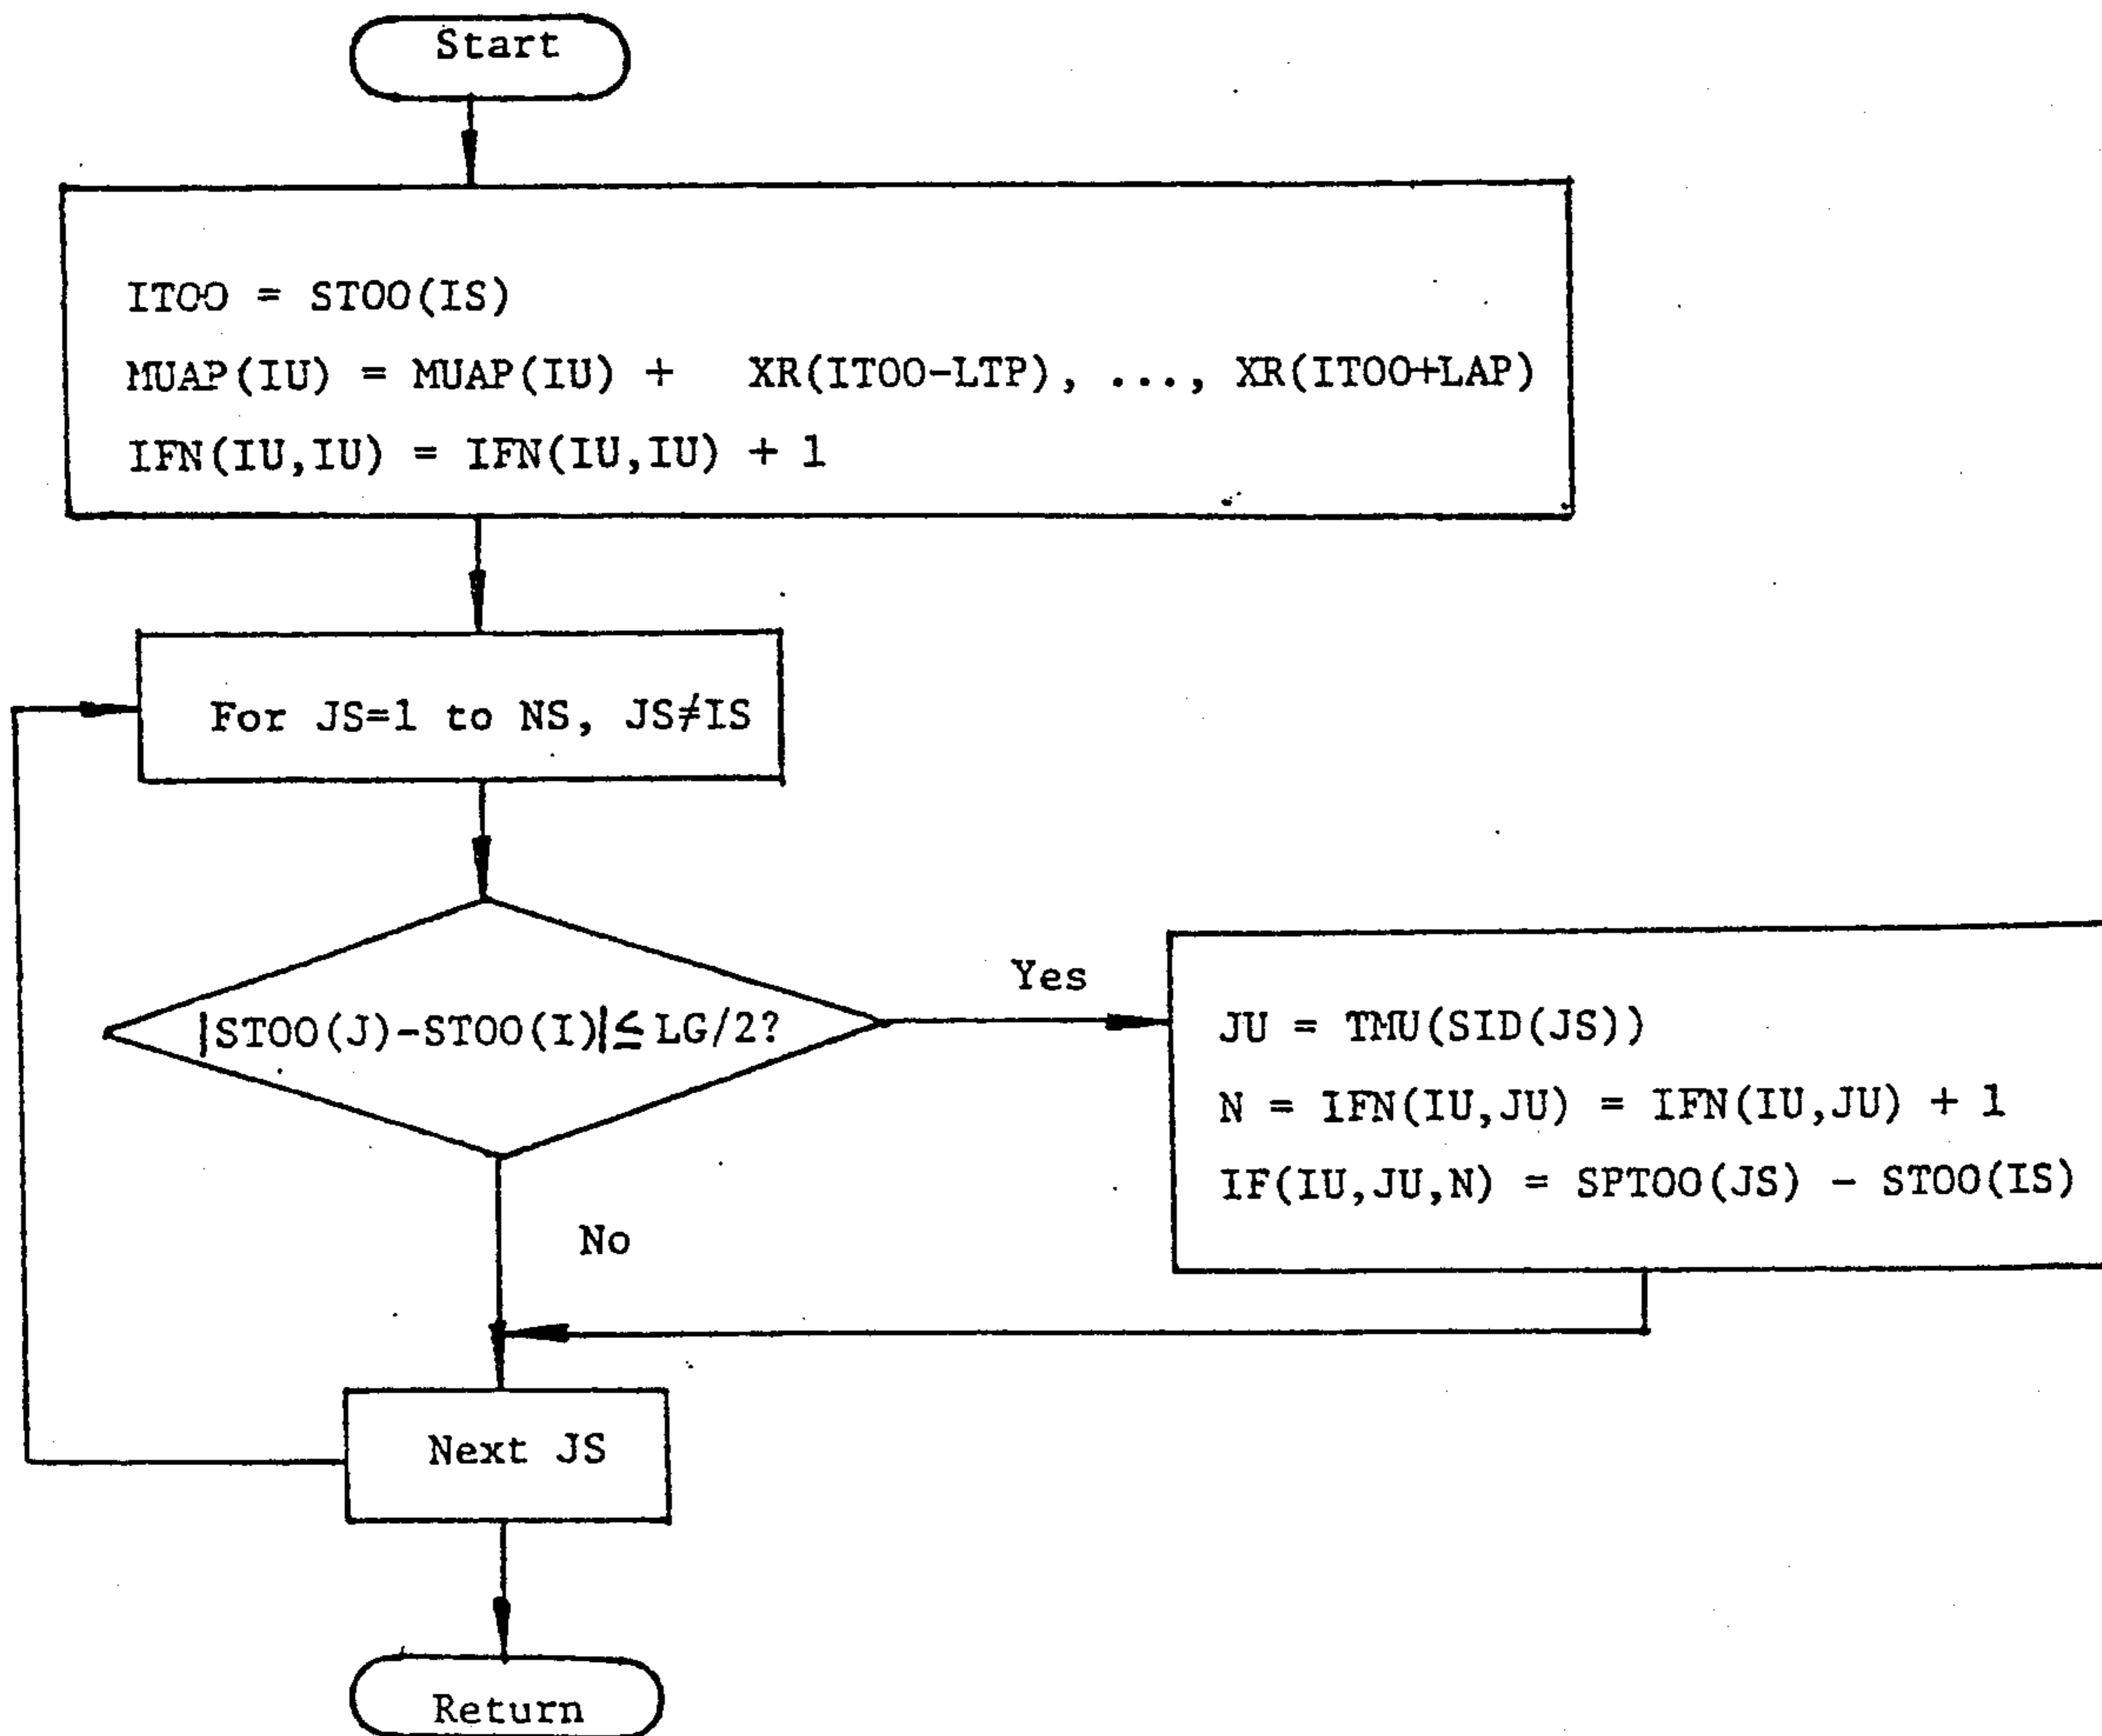 Start
ITOO = STOO(IS)
MUAP(IU) = MUAP(IU) + XR(ITOO-LTP), ..., XR(ITOO+LAP)
IFN(IU,IU) = IFN(IU,IU) + 1
For JS=1 to NS, JS≠IS
|STOO(J)-STOO(I)|≤ LG/2?
Yes
JU = TMU(SID(JS))
N = IFN(IU,JU) = IFN(IU,JU) + 1
IF(IU,JU,N) = SPTOO(JS) - STOO(IS)
No
Next JS
Return